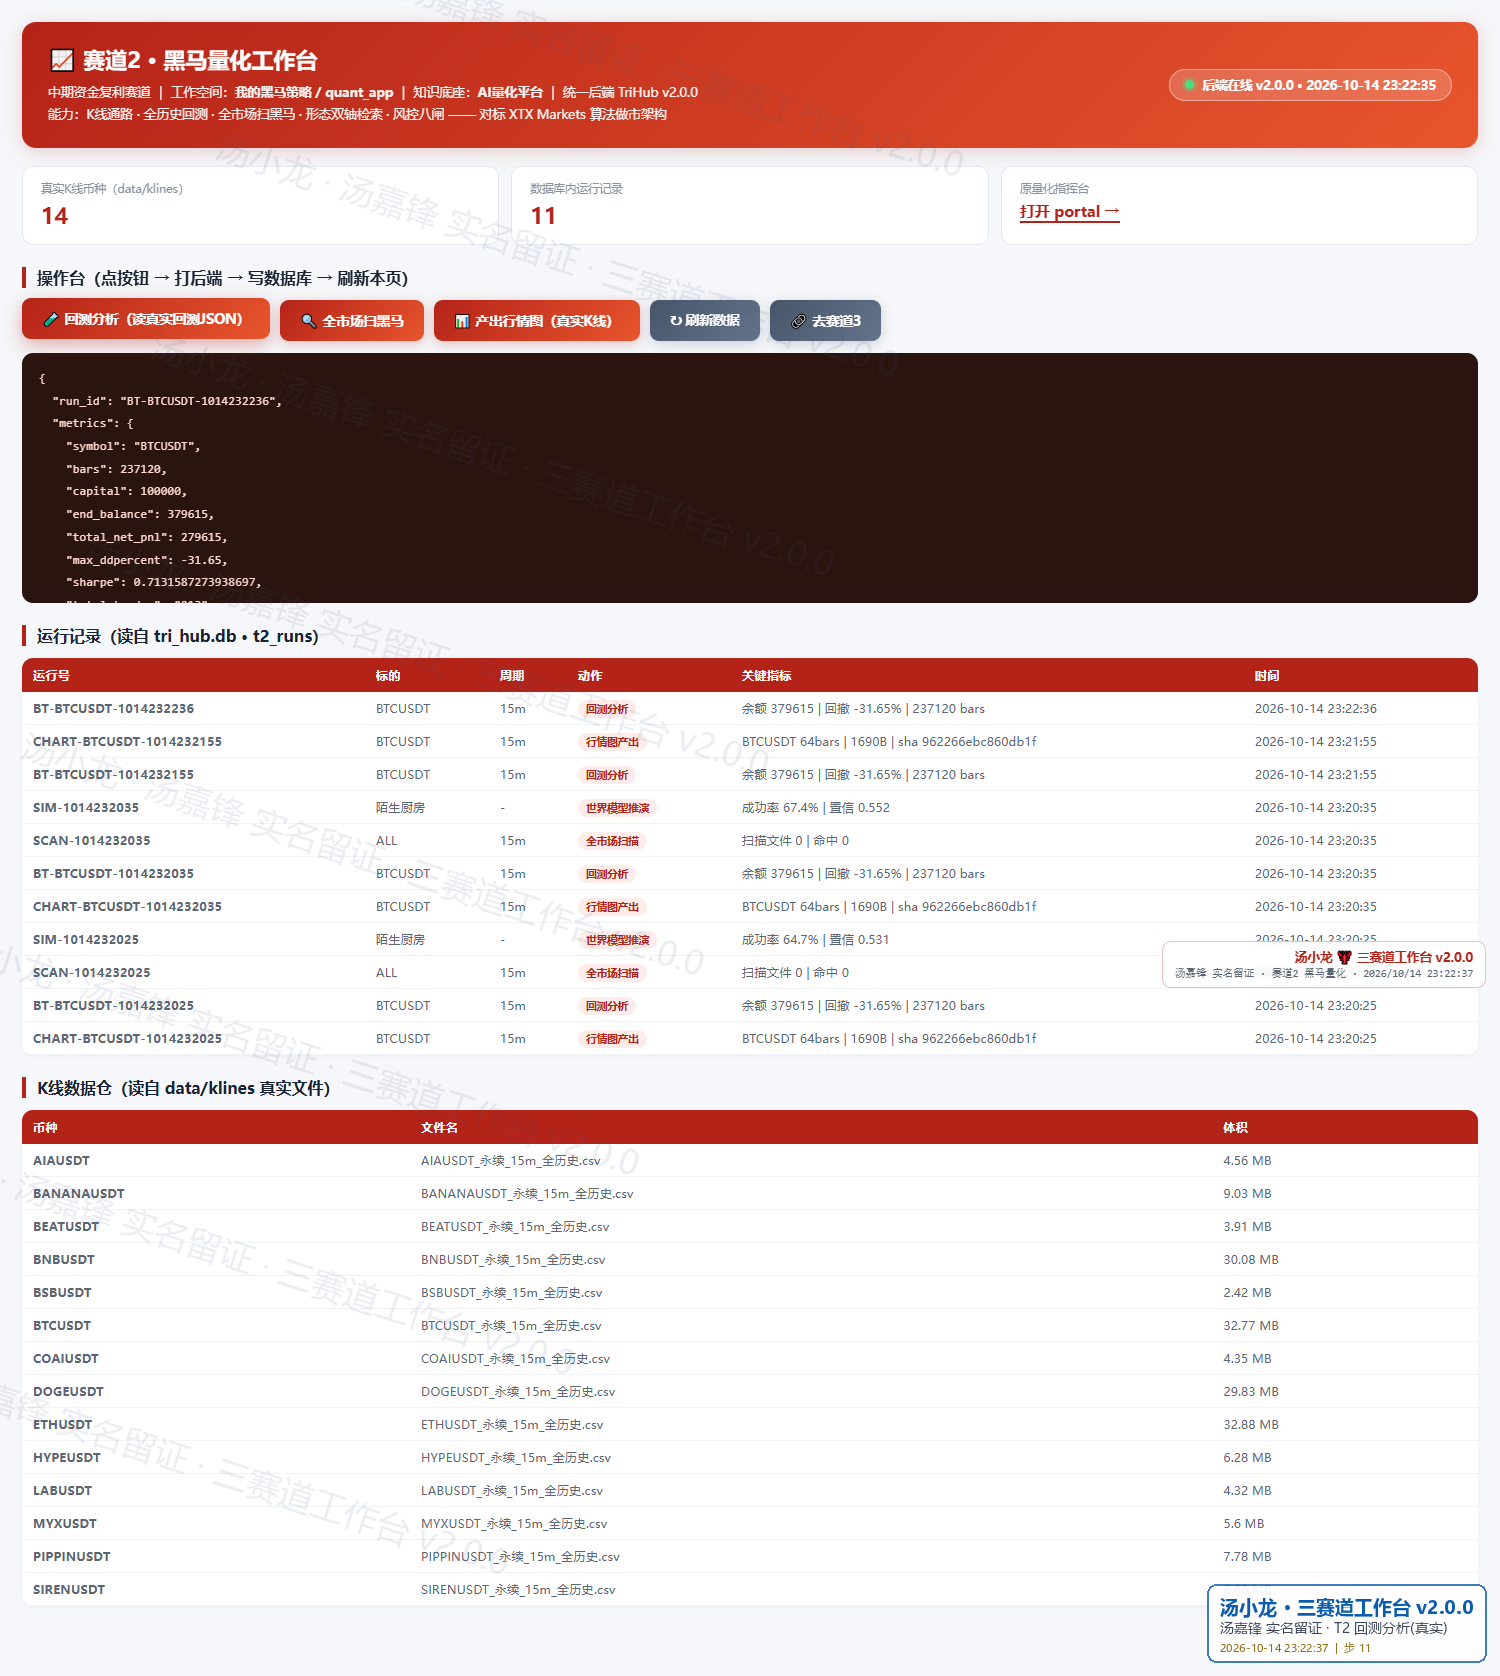 📈 赛道2 • 黑马量化工作台
中期资金复利赛道 | 工作空间：我的黑马策略 / quant_app | 知识底座：AI量化平台 | 统一后端 TriHub v2.0.0
能力：K线通路 · 全历史回测 · 全市场扫黑马 · 形态双轴检索 · 风控八闸 —— 对标 XTX Markets 算法做市架构
后端在线 v2.0.0 • 2026-10-14 23:22:35
真实K线币种（data/klines）
14
数据库内运行记录
11
原量化指挥台
打开 portal →
操作台（点按钮 → 打后端 → 写数据库 → 刷新本页）
🧪 回测分析（读真实回测JSON）
🔍 全市场扫黑马
📊 产出行情图（真实K线）
↻ 刷新数据
🔗 去赛道3
{
"run_id": "BT-BTCUSDT-1014232236",
"metrics": {
"symbol": "BTCUSDT",
"bars": 237120,
"capital": 100000,
"end_balance": 379615,
"total_net_pnl": 279615,
"max_ddpercent": -31.65,
"sharpe": 0.7131587273938697,
运行记录（读自 tri_hub.db • t2_runs）
运行号 标的 周期 动作 关键指标 时间
BT-BTCUSDT-1014232236 BTCUSDT 15m 回测分析 余额 379615 | 回撤 -31.65% | 237120 bars 2026-10-14 23:22:36
CHART-BTCUSDT-1014232155 BTCUSDT 15m 行情图产出 BTCUSDT 64bars | 1690B | sha 962266ebc860db1f 2026-10-14 23:21:55
BT-BTCUSDT-1014232155 BTCUSDT 15m 回测分析 余额 379615 | 回撤 -31.65% | 237120 bars 2026-10-14 23:21:55
SIM-1014232035 陌生厨房 - 世界模型推演 成功率 67.4% | 置信 0.552 2026-10-14 23:20:35
SCAN-1014232035 ALL 15m 全市场扫描 扫描文件 0 | 命中 0 2026-10-14 23:20:35
BT-BTCUSDT-1014232035 BTCUSDT 15m 回测分析 余额 379615 | 回撤 -31.65% | 237120 bars 2026-10-14 23:20:35
CHART-BTCUSDT-1014232035 BTCUSDT 15m 行情图产出 BTCUSDT 64bars | 1690B | sha 962266ebc860db1f 2026-10-14 23:20:35
SIM-1014232025 陌生厨房 - 世界模型推演 成功率 64.7% | 置信 0.531 2026-10-14 23:20:25
SCAN-1014232025 ALL 15m 全市场扫描 扫描文件 0 | 命中 0
汤小龙 三赛道工作台 v2.0.0
汤嘉锋 实名留证 · 赛道2 黑马量化 · 2026/10/14 23:22:37
BT-BTCUSDT-1014232025 BTCUSDT 15m 回测分析 余额 379615 | 回撤 -31.65% | 237120 bars 2026-10-14 23:20:25
CHART-BTCUSDT-1014232025 BTCUSDT 15m 行情图产出 BTCUSDT 64bars | 1690B | sha 962266ebc860db1f 2026-10-14 23:20:25
K线数据仓（读自 data/klines 真实文件）
币种 文件名 体积
AIAUSDT AIAUSDT_永续_15m_全历史.csv 4.56 MB
BANANAUSDT BANANAUSDT_永续_15m_全历史.csv 9.03 MB
BEATUSDT BEATUSDT_永续_15m_全历史.csv 3.91 MB
BNBUSDT BNBUSDT_永续_15m_全历史.csv 30.08 MB
BSBUSDT BSBUSDT_永续_15m_全历史.csv 2.42 MB
BTCUSDT BTCUSDT_永续_15m_全历史.csv 32.77 MB
COAIUSDT COAIUSDT_永续_15m_全历史.csv 4.35 MB
DOGEUSDT DOGEUSDT_永续_15m_全历史.csv 29.83 MB
ETHUSDT ETHUSDT_永续_15m_全历史.csv 32.88 MB
HYPEUSDT HYPEUSDT_永续_15m_全历史.csv 6.28 MB
LABUSDT LABUSDT_永续_15m_全历史.csv 4.32 MB
MYXUSDT MYXUSDT_永续_15m_全历史.csv 5.6 MB
PIPPINUSDT PIPPINUSDT_永续_15m_全历史.csv 7.78 MB
SIRENUSDT SIRENUSDT_永续_15m_全历史.csv
汤小龙 · 三赛道工作台 v2.0.0
汤嘉锋 实名留证 · T2 回测分析(真实)
2026-10-14 23:22:37 | 步 11
汤小龙 · 汤嘉锋 实名留证 · 三赛道工作台 v2.0.0